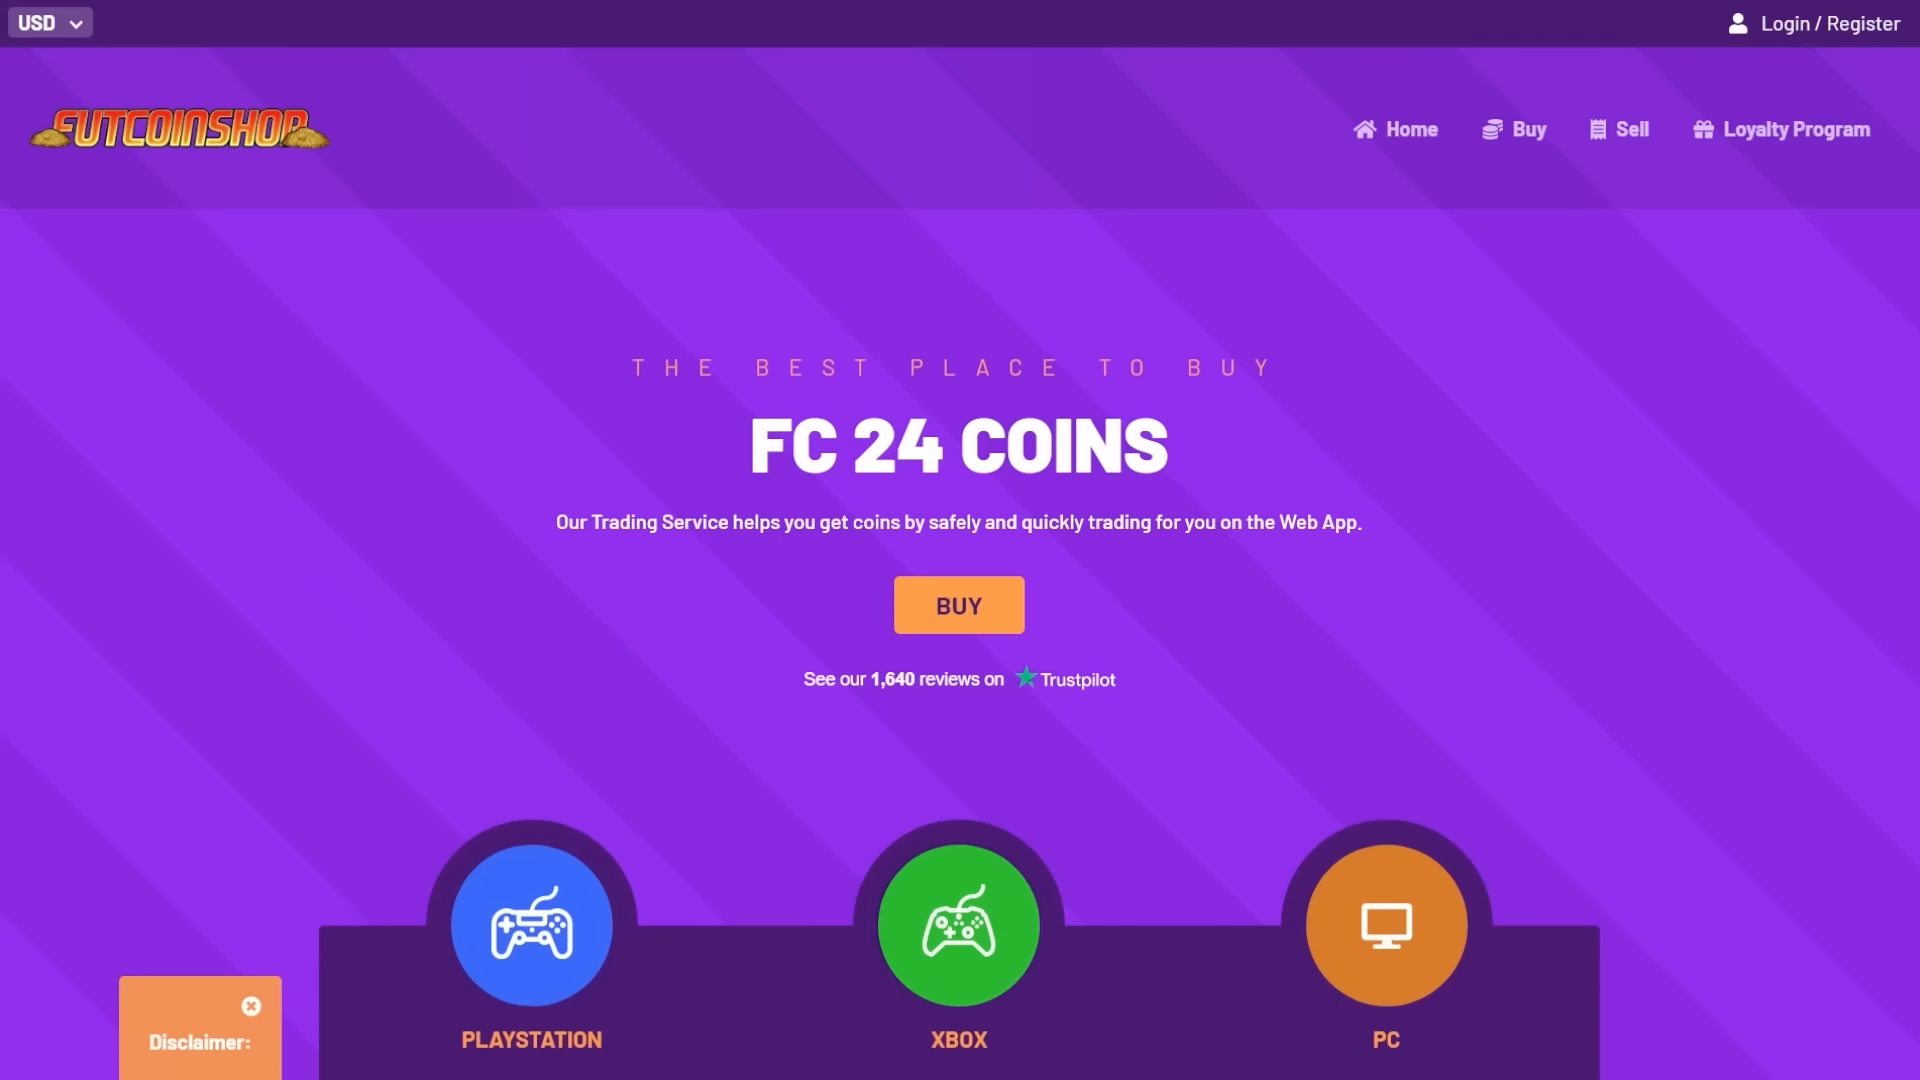 USD
Login / Register
FUTCOINSHOP
Home
Buy
Sell
Loyalty Program
THE BEST PLACE TO BUY
FC 24 COINS
Our Trading Service helps you get coins by safely and quickly trading for you on the Web App.
BUY
See our 1,640 reviews on Trustpilot
PLAYSTATION
XBOX
PC
Disclaimer: